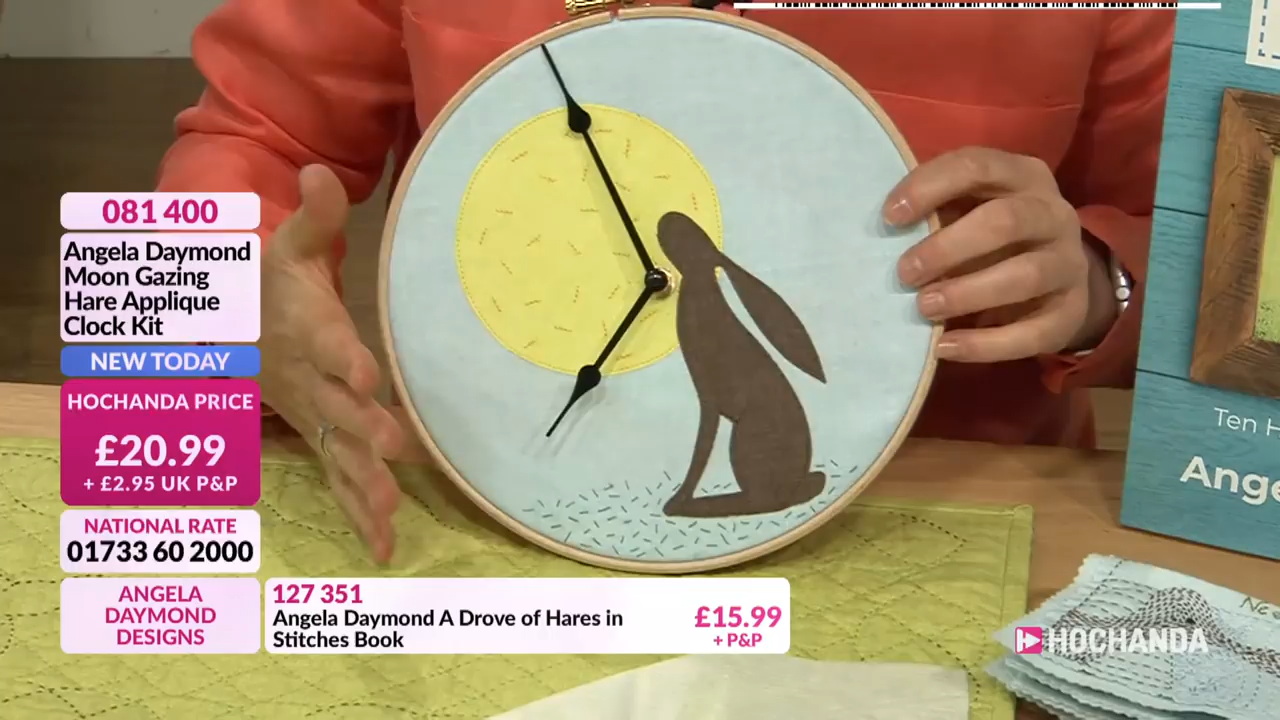 081 400
Angela Daymond
Moon Gazing
Hare Applique
Clock Kit
NEW TODAY
HOCHANDA PRICE
£20.99
+ £2.95 UK P&P
NATIONAL RATE
01733 60 2000
ANGELA
DAYMOND
DESIGNS
127 351
Angela Daymond A Drove of Hares in
Stitches Book
£15.99
+ P&P
Ten H
Ange
HOCHANDA